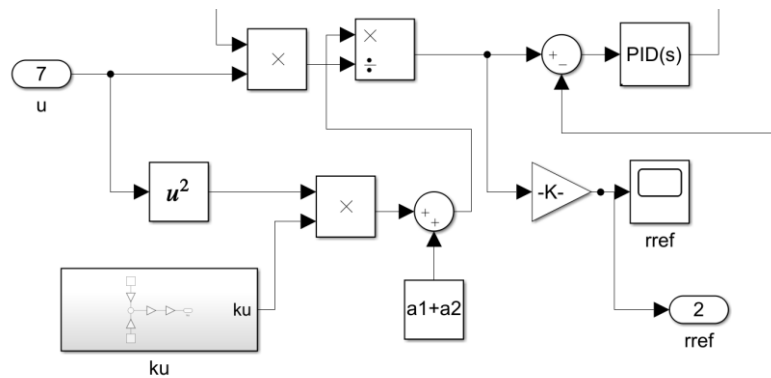 ×
×
÷
+
−
PID(s)
7
u
u²
×
+
+
-K-
rref
a1+a2
ku
ku
2
rref